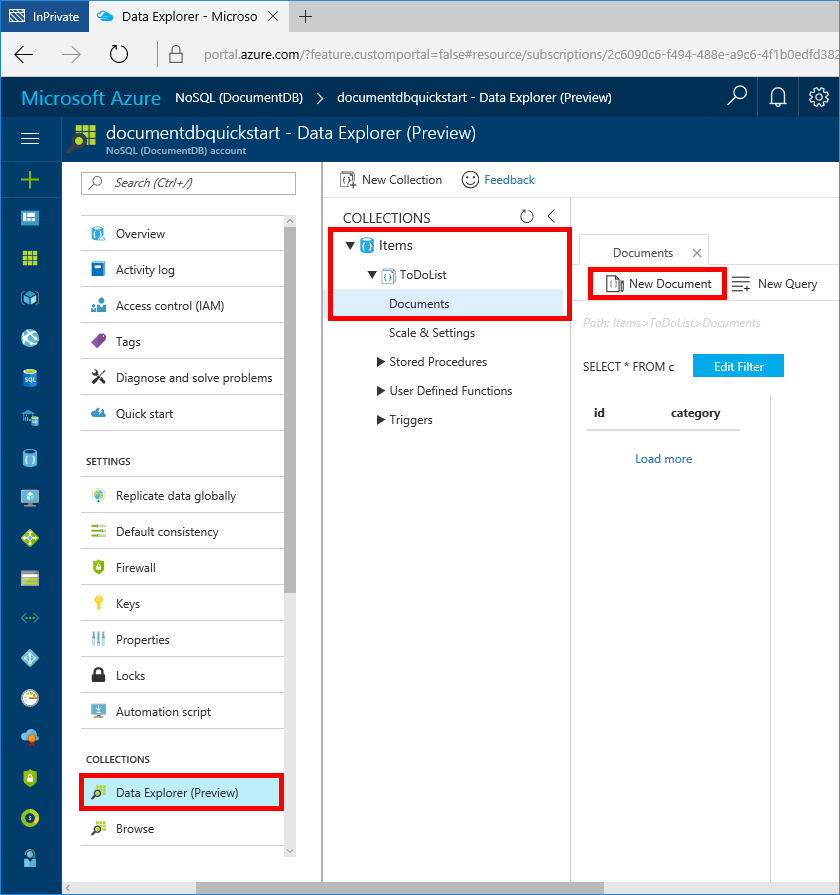 InPrivate
Data Explorer - Microso
portal.azure.com/?feature.customportal=false#resource/subscriptions/2c6090c6-f494-488e-a9c6-4f1b0edfd382
Microsoft Azure
NoSQL (DocumentDB)
documentdbquickstart - Data Explorer (Preview)
documentdbquickstart - Data Explorer (Preview)
NoSQL (DocumentDB) account
Search (Ctrl+/)
Overview
Activity log
Access control (IAM)
Tags
Diagnose and solve problems
Quick start
SETTINGS
Replicate data globally
Default consistency
Firewall
Keys
Properties
Locks
Automation script
COLLECTIONS
Data Explorer (Preview)
Browse
New Collection
Feedback
COLLECTIONS
Items
ToDoList
Documents
Scale & Settings
Stored Procedures
User Defined Functions
Triggers
Documents
New Document
New Query
Path: Items>ToDoList>Documents
SELECT * FROM c
Edit Filter
id
category
Load more
SQL